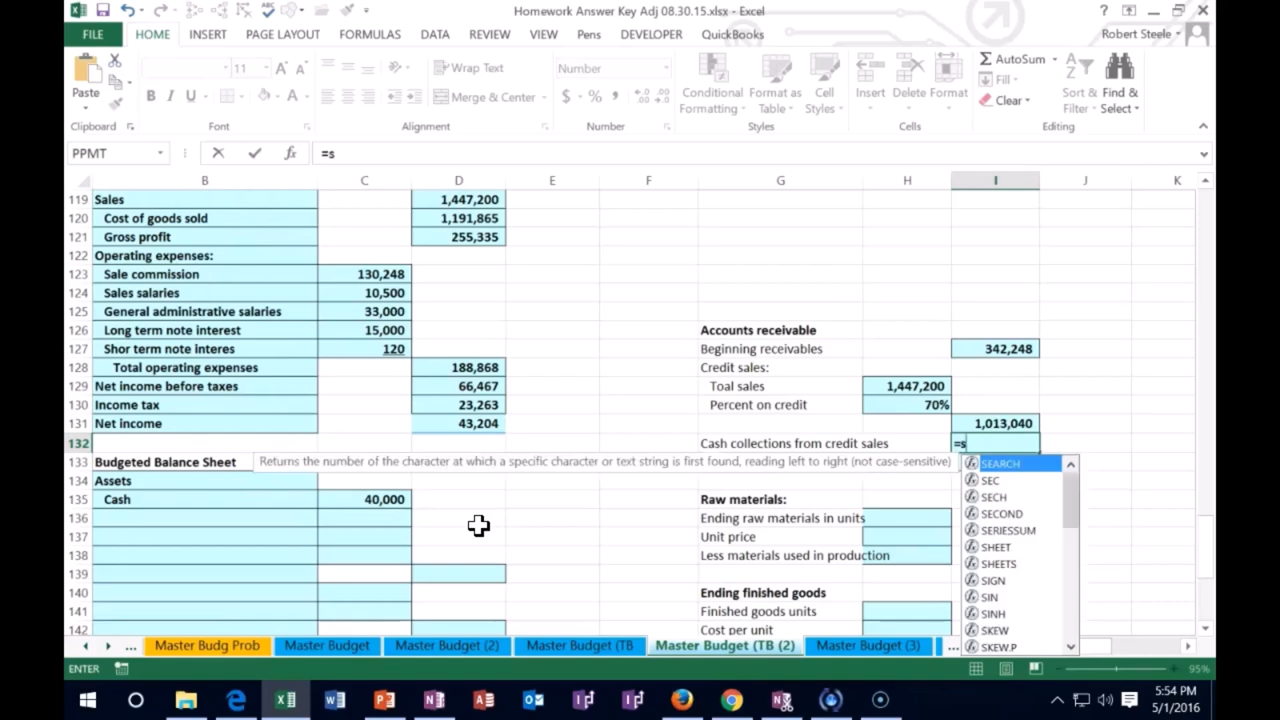 Homework Answer Key Adj 08.30.15.xlsx - Excel
FILE HOME INSERT PAGE LAYOUT FORMULAS DATA REVIEW VIEW Pens DEVELOPER QuickBooks Robert Steele
Paste
11 A A
B I U
Wrap Text
Merge & Center
Number
$ % ,
Conditional Formatting
Format as Table
Cell Styles
Insert Delete Format
AutoSum
Fill
Clear
Sort & Filter
Find & Select
Clipboard Font Alignment Number Styles Cells Editing
PPMT fx =s
B C D E F G H I J K
119 Sales 1,447,200
120 Cost of goods sold 1,191,865
121 Gross profit 255,335
122 Operating expenses:
123 Sale commission 130,248
124 Sales salaries 10,500
125 General administrative salaries 33,000
126 Long term note interest 15,000 Accounts receivable
127 Shor term note interes 120 Beginning receivables 342,248
128 Total operating expenses 188,868 Credit sales:
129 Net income before taxes 66,467 Toal sales 1,447,200
130 Income tax 23,263 Percent on credit 70%
131 Net income 43,204 1,013,040
132 Cash collections from credit sales =s
133 Budgeted Balance Sheet Returns the number of the character at which a specific character or text string is first found, reading left to right (not case-sensitive) SEARCH
134 Assets SEC
135 Cash 40,000 Raw materials: SECH
136 Ending raw materials in units SECOND
137 Unit price SERIESSUM
138 Less materials used in production SHEET
139 SHEETS
140 Ending finished goods SIGN
141 Finished goods units SIN
142 Cost per unit SINH
SKEW
SKEW.P
... Master Budg Prob Master Budget Master Budget (2) Master Budget (TB Master Budget (TB (2) Master Budget (3) ...
ENTER 95%
5:54 PM
5/1/2016